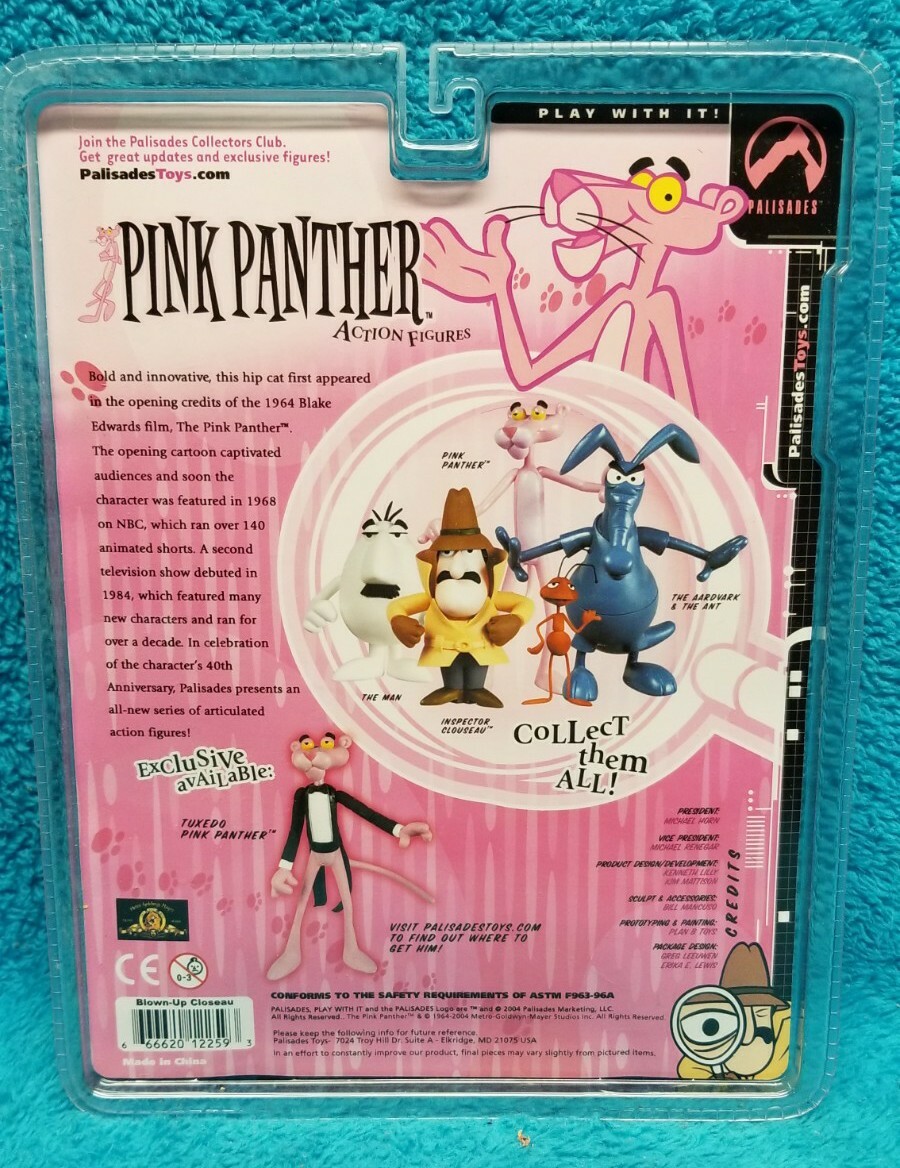 PLAY WITH IT!
Join the Palisades Collectors Club.
Get great updates and exclusive figures!
PalisadesToys.com
PALISADES™
PINK PANTHER™
ACTION FIGURES
PalisadesToys.com
Bold and innovative, this hip cat first appeared
in the opening credits of the 1964 Blake
Edwards film, The Pink Panther™.
The opening cartoon captivated
audiences and soon the
character was featured in 1968
on NBC, which ran over 140
animated shorts. A second
television show debuted in
1984, which featured many
new characters and ran for
over a decade. In celebration
of the character's 40th
Anniversary, Palisades presents an
all-new series of articulated
action figures!
PINK
PANTHER™
THE AARDVARK
& THE ANT
THE MAN
INSPECTOR
CLOUSEAU™
COLLECT
them
ALL!
EXCLUSIVE
AVAILABLE:
TUXEDO
PINK PANTHER™
VISIT PALISADESTOYS.COM
TO FIND OUT WHERE TO
GET HIM!
CREDITS
PRESIDENT:
MICHAEL HORN
VICE PRESIDENT:
MICHAEL RENEGAR
PRODUCT DESIGN/DEVELOPMENT:
KENNETH LILLY
KIM MATTISON
SCULPT & ACCESSORIES:
BILL MANCUSO
PROTOTYPING & PAINTING:
PLAN B TOYS
PACKAGE DESIGN:
GREG LEEUWEN
ERIKA E. LEWIS
CE
0-3
Blown-Up Closeau
6 66620 12259 3
Made in China
CONFORMS TO THE SAFETY REQUIREMENTS OF ASTM F963-96A
PALISADES, PLAY WITH IT and the PALISADES Logo are ™ and © 2004 Palisades Marketing, LLC.
All Rights Reserved. The Pink Panther™ & © 1964-2004 Metro-Goldwyn-Mayer Studios Inc. All Rights Reserved.
Please keep the following info for future reference.
Palisades Toys- 7024 Troy Hill Dr. Suite A - Elkridge, MD 21075 USA
In an effort to constantly improve our product, final pieces may vary slightly from pictured items.